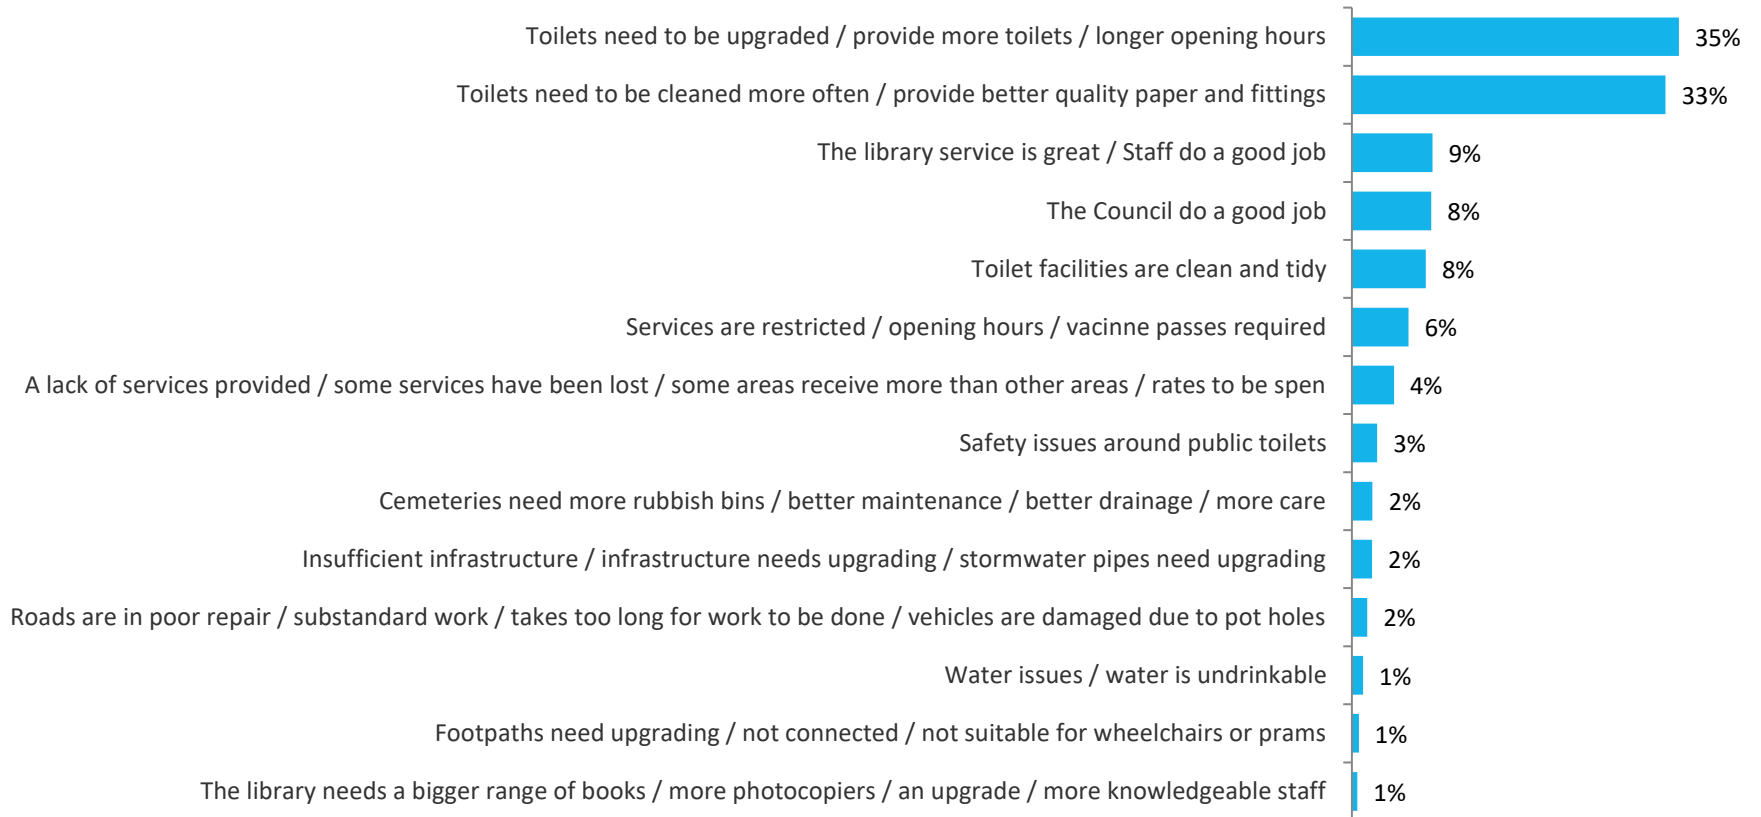 Toilets need to be upgraded / provide more toilets / longer opening hours 35%
Toilets need to be cleaned more often / provide better quality paper and fittings 33%
The library service is great / Staff do a good job 9%
The Council do a good job 8%
Toilet facilities are clean and tidy 8%
Services are restricted / opening hours / vacinne passes required 6%
A lack of services provided / some services have been lost / some areas receive more than other areas / rates to be spen 4%
Safety issues around public toilets 3%
Cemeteries need more rubbish bins / better maintenance / better drainage / more care 2%
Insufficient infrastructure / infrastructure needs upgrading / stormwater pipes need upgrading 2%
Roads are in poor repair / substandard work / takes too long for work to be done / vehicles are damaged due to pot holes 2%
Water issues / water is undrinkable 1%
Footpaths need upgrading / not connected / not suitable for wheelchairs or prams 1%
The library needs a bigger range of books / more photocopiers / an upgrade / more knowledgeable staff 1%